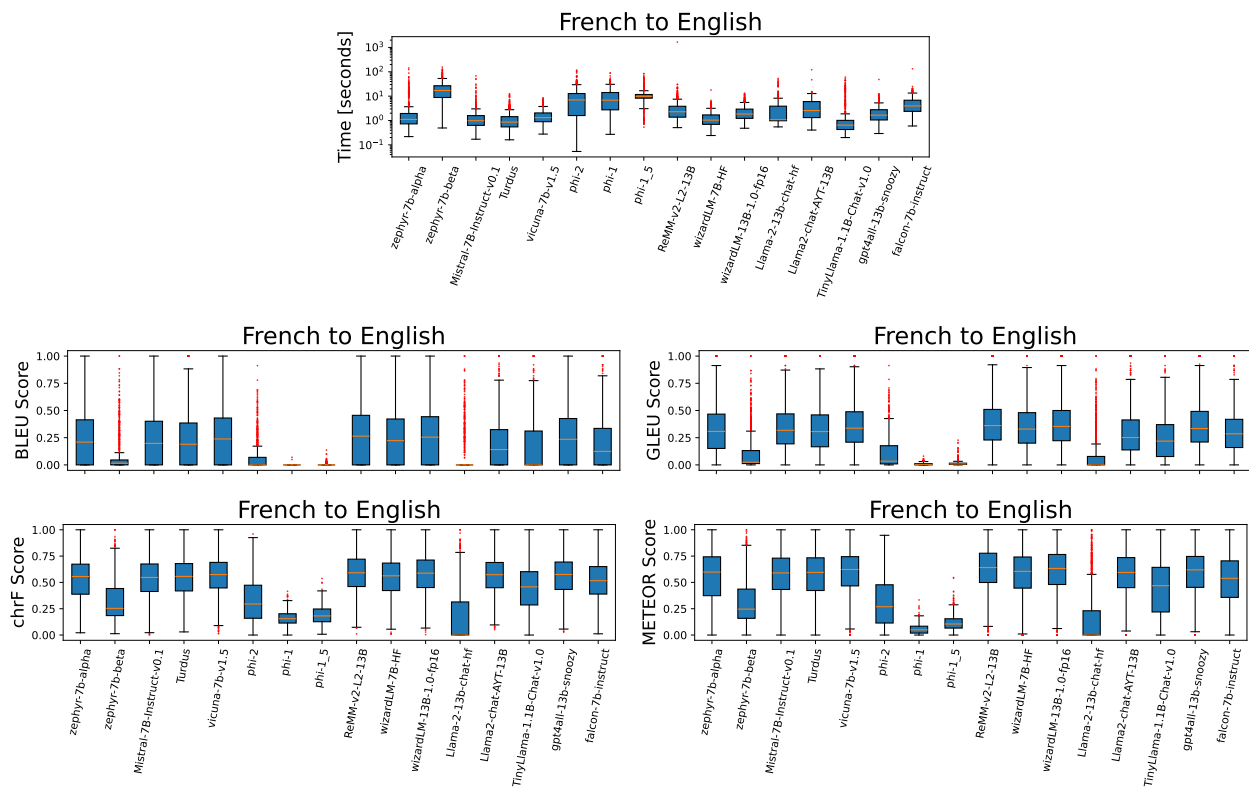 French to English
Time [seconds]
10³
10²
10¹
10⁰
10⁻¹
zephyr-7b-alpha
zephyr-7b-beta
Mistral-7B-Instruct-v0.1
Turdus
vicuna-7b-v1.5
phi-2
phi-1
phi-1_5
ReMM-v2-L2-13B
wizardLM-7B-HF
wizardLM-13B-1.0-fp16
Llama-2-13b-chat-hf
Llama2-chat-AYT-13B
TinyLlama-1.1B-Chat-v1.0
gpt4all-13b-snoozy
falcon-7b-instruct
French to English
BLEU Score
1.00
0.75
0.50
0.25
0.00
French to English
GLEU Score
1.00
0.75
0.50
0.25
0.00
French to English
chrF Score
1.00
0.75
0.50
0.25
0.00
zephyr-7b-alpha
zephyr-7b-beta
Mistral-7B-Instruct-v0.1
Turdus
vicuna-7b-v1.5
phi-2
phi-1
phi-1_5
ReMM-v2-L2-13B
wizardLM-7B-HF
wizardLM-13B-1.0-fp16
Llama-2-13b-chat-hf
Llama2-chat-AYT-13B
TinyLlama-1.1B-Chat-v1.0
gpt4all-13b-snoozy
falcon-7b-instruct
French to English
METEOR Score
1.00
0.75
0.50
0.25
0.00
zephyr-7b-alpha
zephyr-7b-beta
Mistral-7B-Instruct-v0.1
Turdus
vicuna-7b-v1.5
phi-2
phi-1
phi-1_5
ReMM-v2-L2-13B
wizardLM-7B-HF
wizardLM-13B-1.0-fp16
Llama-2-13b-chat-hf
Llama2-chat-AYT-13B
TinyLlama-1.1B-Chat-v1.0
gpt4all-13b-snoozy
falcon-7b-instruct